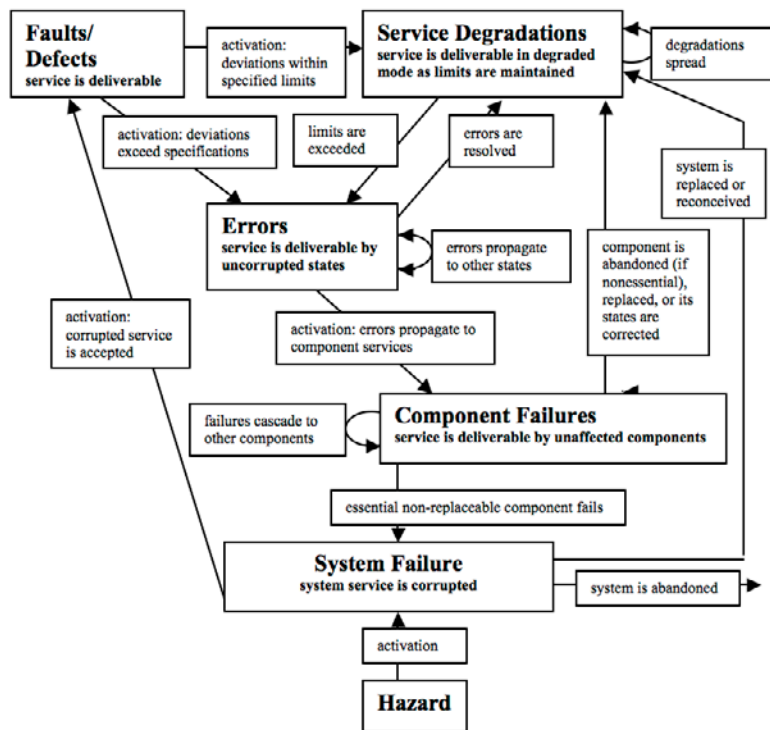 Faults/
Defects
service is deliverable
activation:
deviations within
specified limits
Service Degradations
service is deliverable in degraded
mode as limits are maintained
degradations
spread
activation: deviations
exceed specifications
limits are
exceeded
errors are
resolved
system is
replaced or
reconceived
Errors
service is deliverable by
uncorrupted states
errors propagate
to other states
component is
abandoned (if
nonessential),
replaced, or its
states are
corrected
activation:
corrupted service
is accepted
activation: errors propagate to
component services
failures cascade to
other components
Component Failures
service is deliverable by unaffected components
essential non-replaceable component fails
System Failure
system service is corrupted
system is abandoned
activation
Hazard